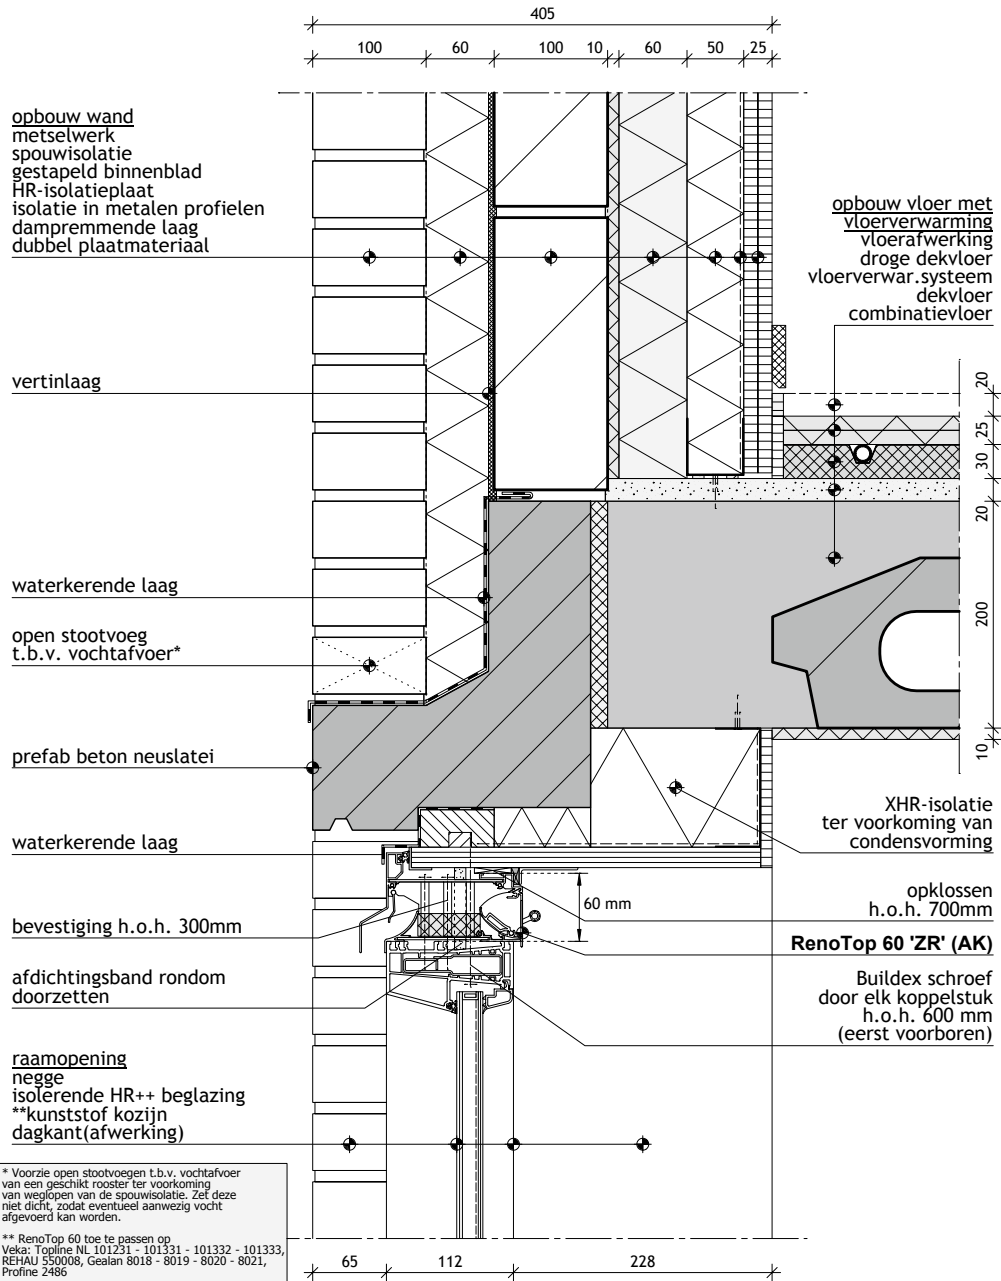 405
100 60 100 10 60 50 25
opbouw wand
metselwerk
spouwisolatie
gestapeld binnenblad
HR-isolatieplaat
isolatie in metalen profielen
dampremmende laag
dubbel plaatmateriaal
opbouw vloer met
vloerverwarming
vloerafwerking
droge dekvloer
vloerverwar.systeem
dekvloer
combinatievloer
vertinlaag
20
25
30
20
200
10
waterkerende laag
open stootvoeg
t.b.v. vochtafvoer*
prefab beton neuslatei
waterkerende laag
XHR-isolatie
ter voorkoming van
condensvorming
60 mm
opklossen
h.o.h. 700mm
bevestiging h.o.h. 300mm
RenoTop 60 'ZR' (AK)
afdichtingsband rondom
doorzetten
Buildex schroef
door elk koppelstuk
h.o.h. 600 mm
(eerst voorboren)
raamopening
negge
isolerende HR++ beglazing
**kunststof kozijn
dagkant(afwerking)
* Voorzie open stootvoegen t.b.v. vochtafvoer
van een geschikt rooster ter voorkoming
van weglopen van de spouwisolatie. Zet deze
niet dicht, zodat eventueel aanwezig vocht
afgevoerd kan worden.
** RenoTop 60 toe te passen op
Veka: Topline NL 101231 - 101331 - 101332 - 101333,
REHAU 550008, Gealan 8018 - 8019 - 8020 - 8021,
Profine 2486
65 112 228